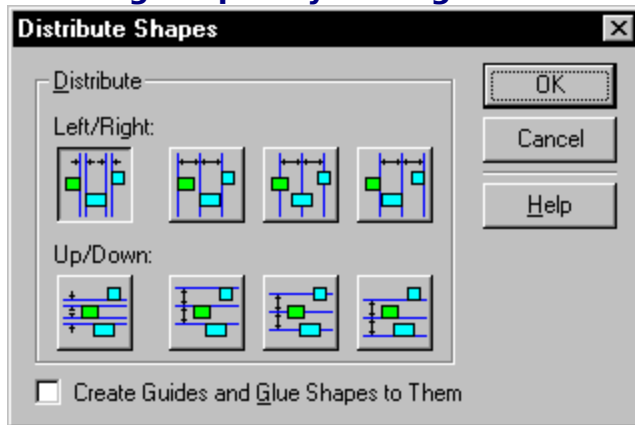 Distribute Shapes
Distribute
OK
Left/Right:
Cancel
Help
Up/Down:
Create Guides and Glue Shapes to Them